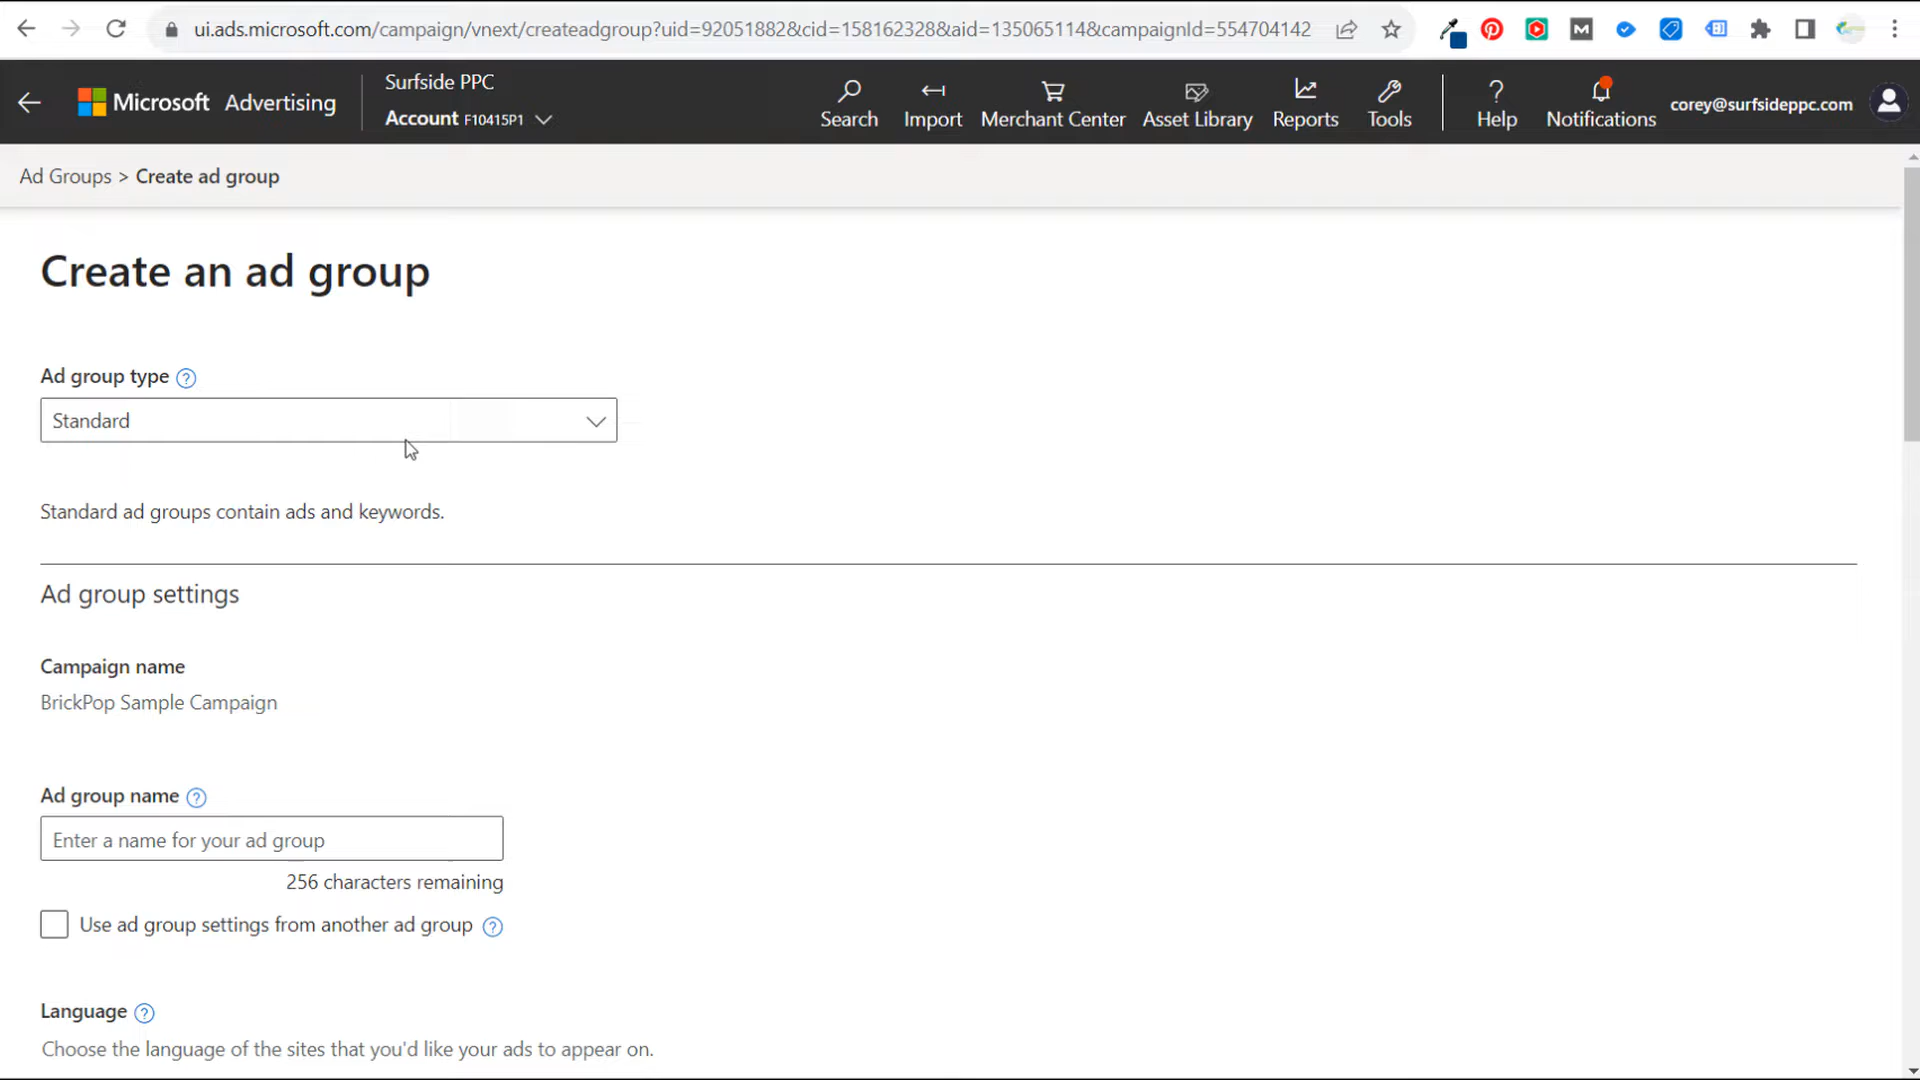 ui.ads.microsoft.com/campaign/vnext/createadgroup?uid=92051882&cid=158162328&aid=135065114&campaignId=554704142
Microsoft Advertising
Surfside PPC
Account F10415P1
Search
Import
Merchant Center
Asset Library
Reports
Tools
Help
Notifications
corey@surfsideppc.com
Ad Groups > Create ad group
Create an ad group
Ad group type ?
Standard
Standard ad groups contain ads and keywords.
Ad group settings
Campaign name
BrickPop Sample Campaign
Ad group name ?
Enter a name for your ad group
256 characters remaining
Use ad group settings from another ad group ?
Language ?
Choose the language of the sites that you'd like your ads to appear on.